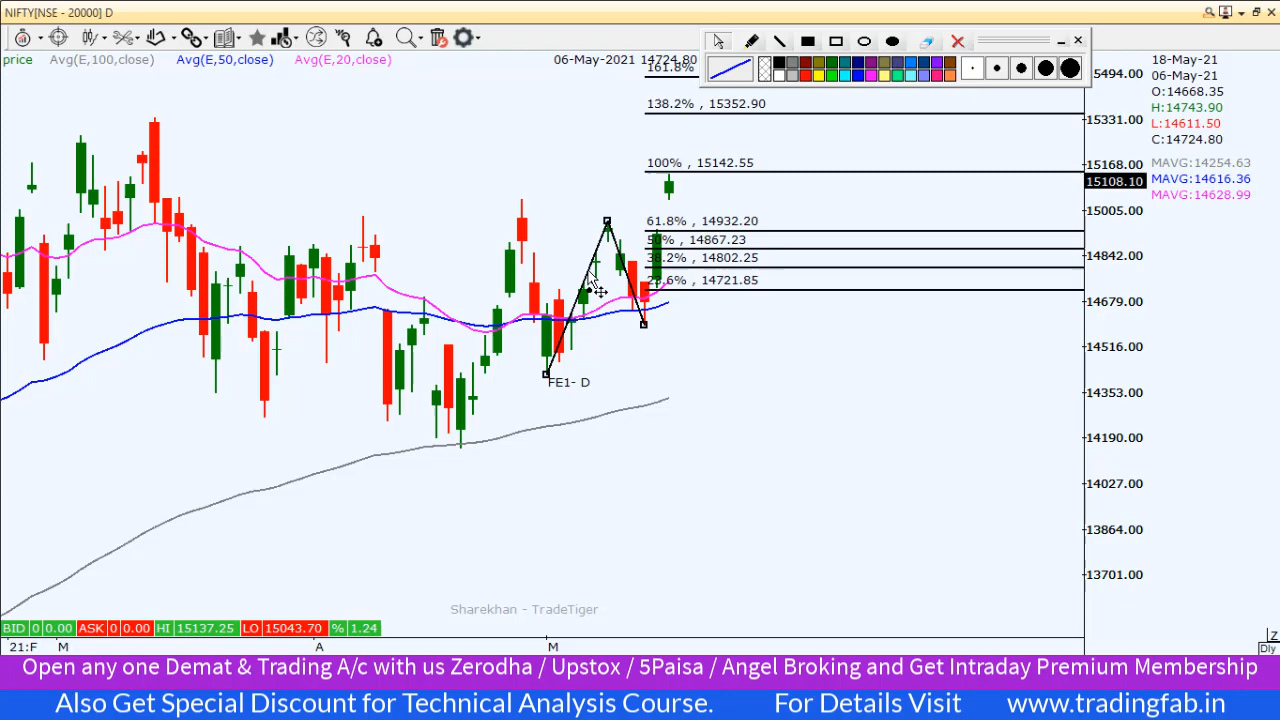 NIFTY[NSE - 20000] D
price Avg(E,100,close) Avg(E,50,close) Avg(E,20,close)
06-May-2021 14724.80
161.8%
138.2% , 15352.90
100% , 15142.55
61.8% , 14932.20
50% , 14867.23
38.2% , 14802.25
23.6% , 14721.85
FE1- D
15494.00
15331.00
15168.00
15108.10
15005.00
14842.00
14679.00
14516.00
14353.00
14190.00
14027.00
13864.00
13701.00
18-May-21
06-May-21
O:14668.35
H:14743.90
L:14611.50
C:14724.80
MAVG:14254.63
MAVG:14616.36
MAVG:14628.99
Sharekhan - TradeTiger
BID 0 0.00 ASK 0 0.00 HI 15137.25 LO 15043.70 % 1.24
21:F M A M
Z
Dly
Open any one Demat & Trading A/c with us Zerodha / Upstox / 5Paisa / Angel Broking and Get Intraday Premium Membership
Also Get Special Discount for Technical Analysis Course. For Details Visit www.tradingfab.in